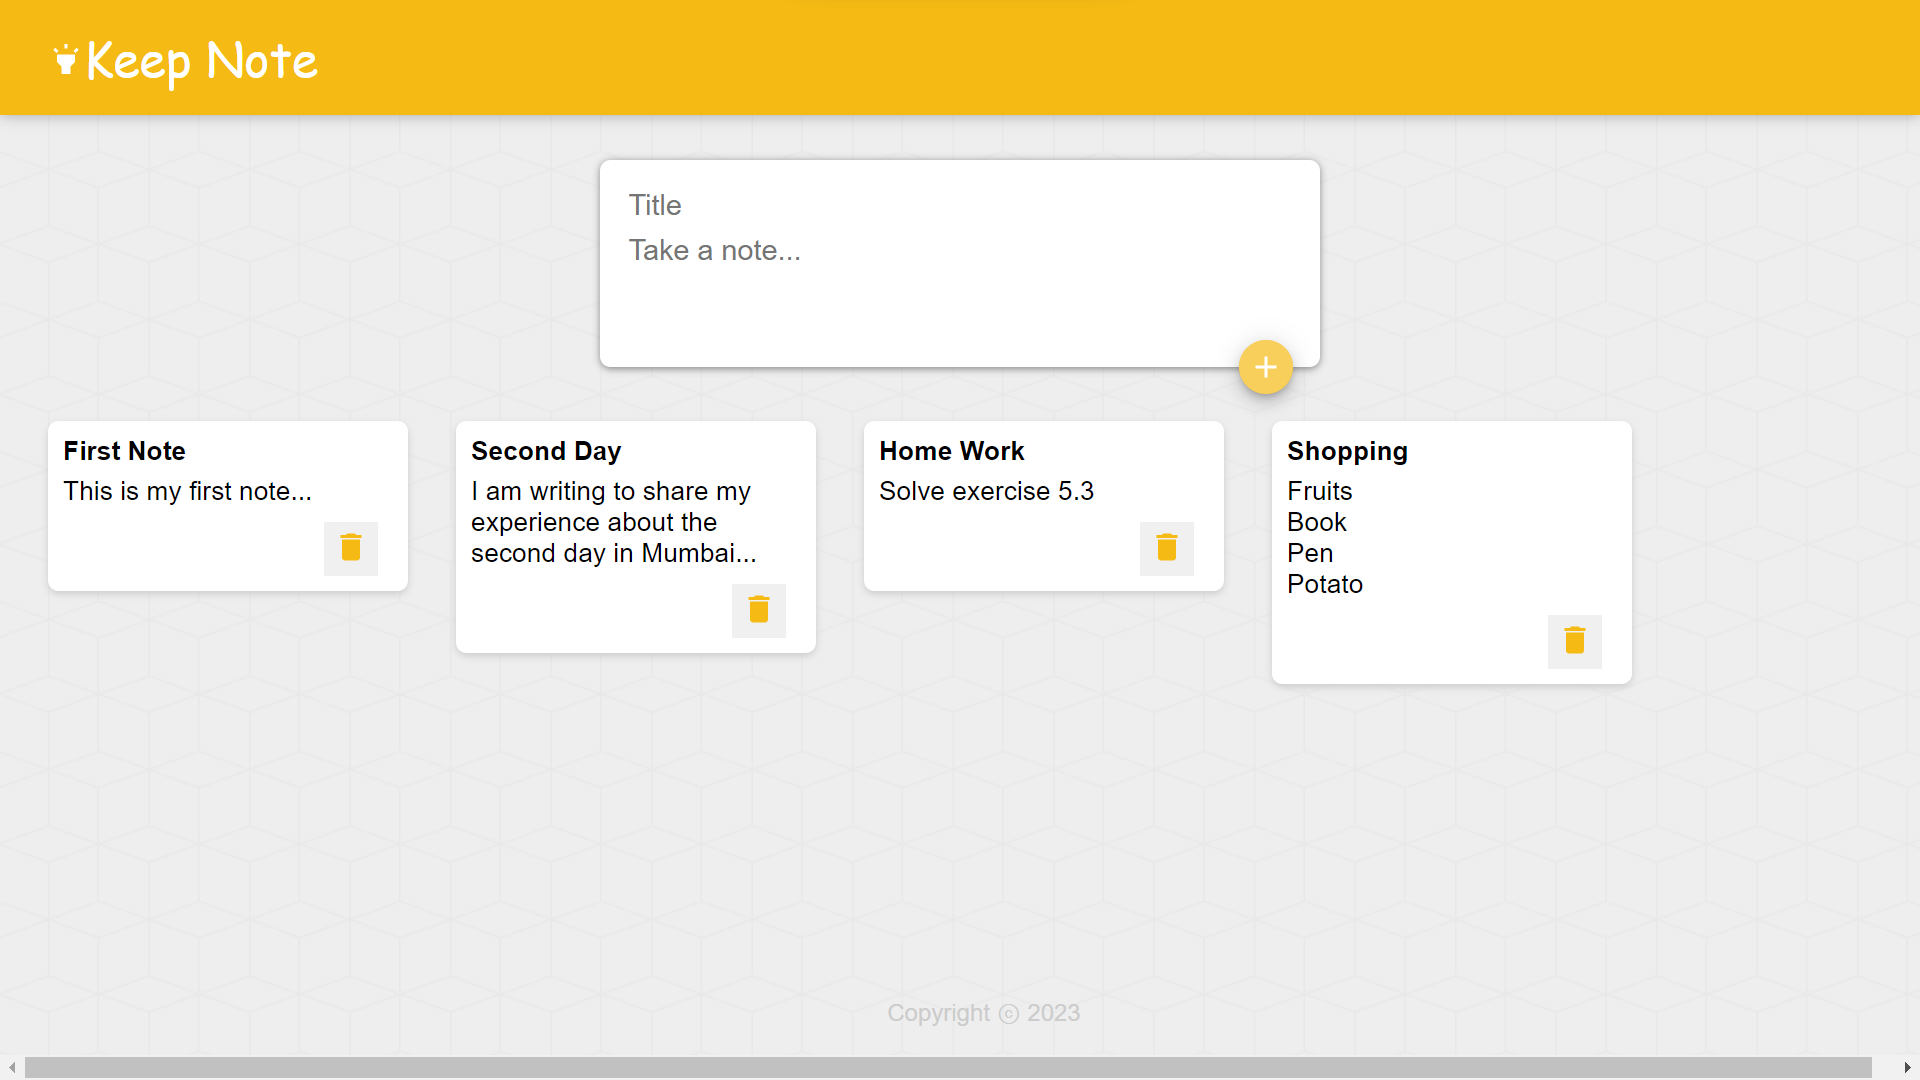 Keep Note
Title
Take a note...
First Note
This is my first note...
Second Day
I am writing to share my
experience about the
second day in Mumbai...
Home Work
Solve exercise 5.3
Shopping
Fruits
Book
Pen
Potato
Copyright ⓒ 2023